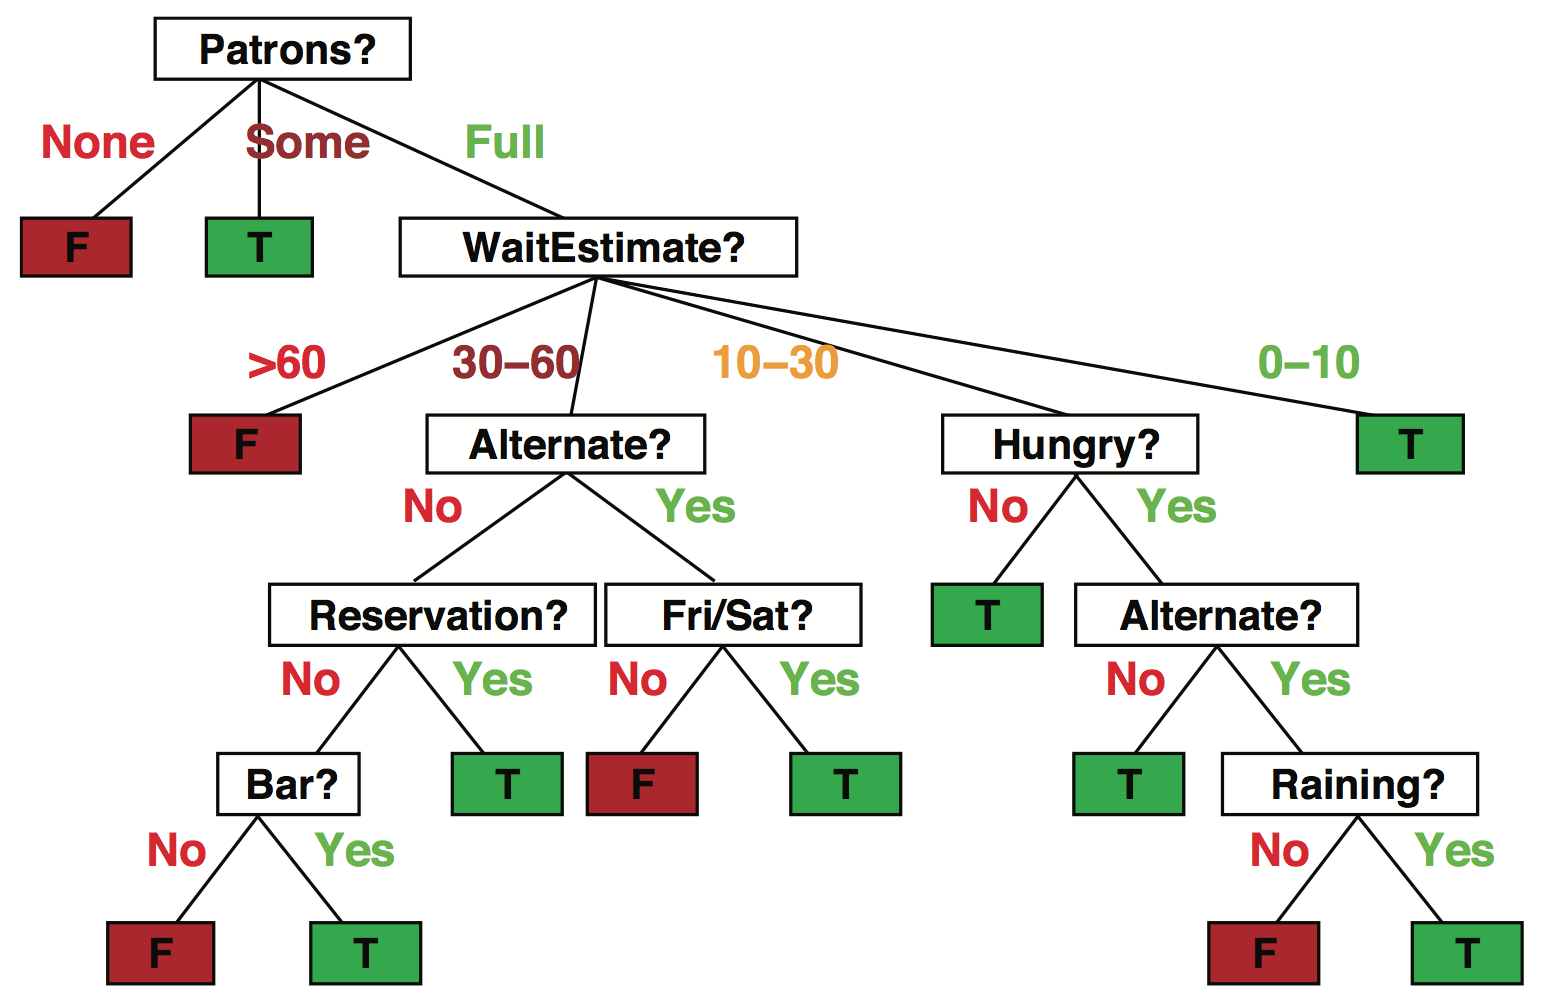 Patrons?
None Some Full
F T WaitEstimate?
>60 30–60 10–30 0–10
F Alternate? Hungry? T
No Yes No Yes
Reservation? Fri/Sat? T Alternate?
No Yes No Yes No Yes
Bar? T F T T Raining?
No Yes No Yes
F T F T